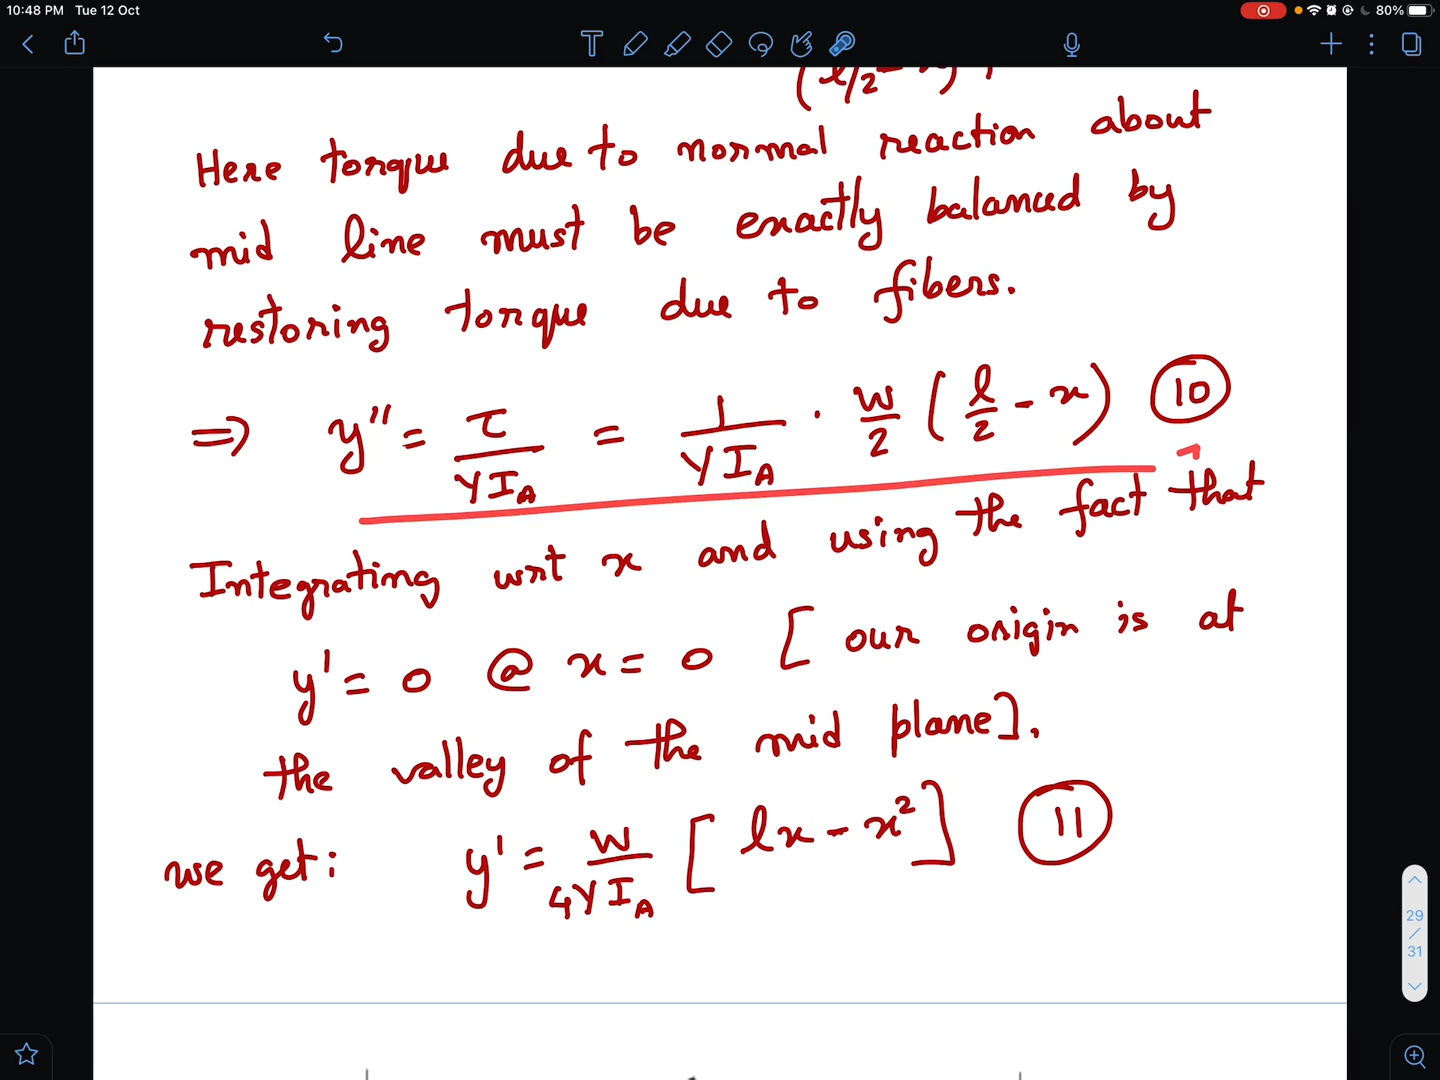 10:48 PM Tue 12 Oct
80%
(l/2 - x)
Here torque due to normal reaction about
mid line must be exactly balanced by
restoring torque due to fibers.
⇒ y'' = τ/YI_A = 1/YI_A · W/2 (l/2 - x) (10)
Integrating wrt x and using the fact that
y' = 0 @ x = 0 [our origin is at
the valley of the mid plane].
we get: y' = W/4YI_A [lx - x²] (11)
29
/
31